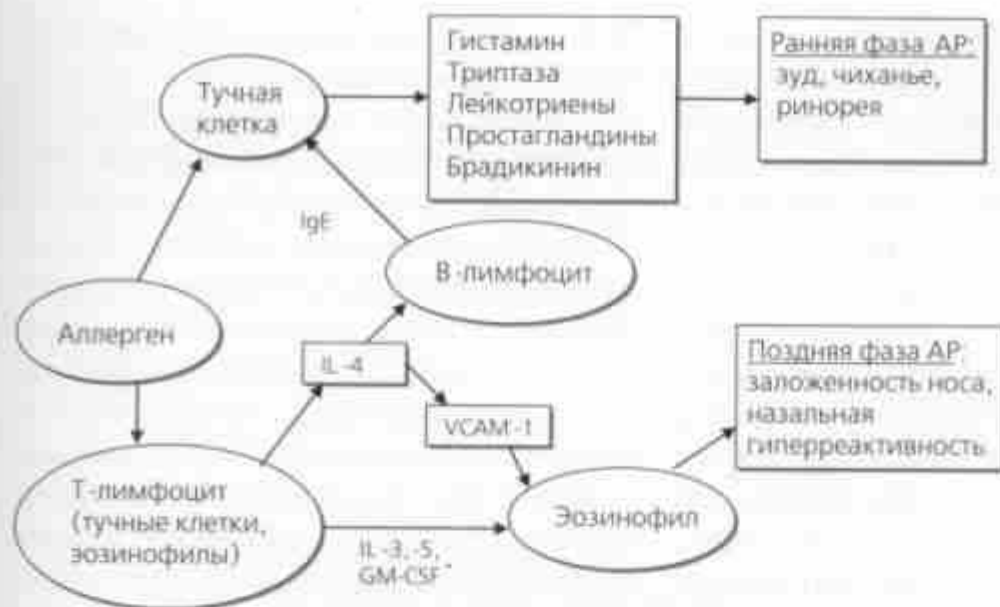 Тучная
клетка
Гистамин
Триптаза
Лейкотриены
Простагландины
Брадикинин
Ранняя фаза АР:
зуд, чиханье,
ринорея
IgE
В-лимфоцит
Аллерген
IL-4
VCAM-1
Поздняя фаза АР:
заложенность носа,
назальная
гиперреактивность
Т-лимфоцит
(тучные клетки,
эозинофилы)
IL-3, -5,
GM-CSF*
Эозинофил